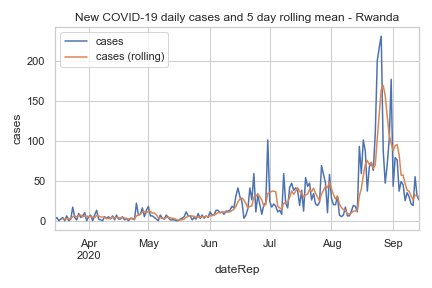 New COVID-19 daily cases and 5 day rolling mean - Rwanda
cases
cases (rolling)
200
150
100
50
0
cases
Apr
2020
May
Jun
Jul
Aug
Sep
dateRep